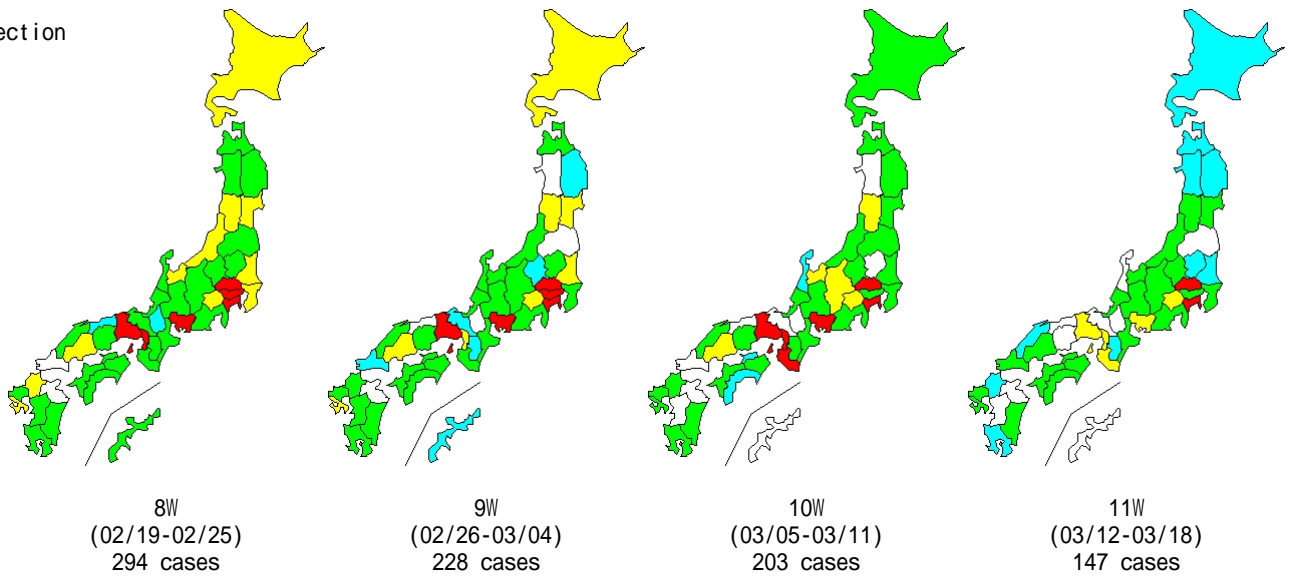 ection
8W
(02/19-02/25)
294 cases
9W
(02/26-03/04)
228 cases
10W
(03/05-03/11)
203 cases
11W
(03/12-03/18)
147 cases